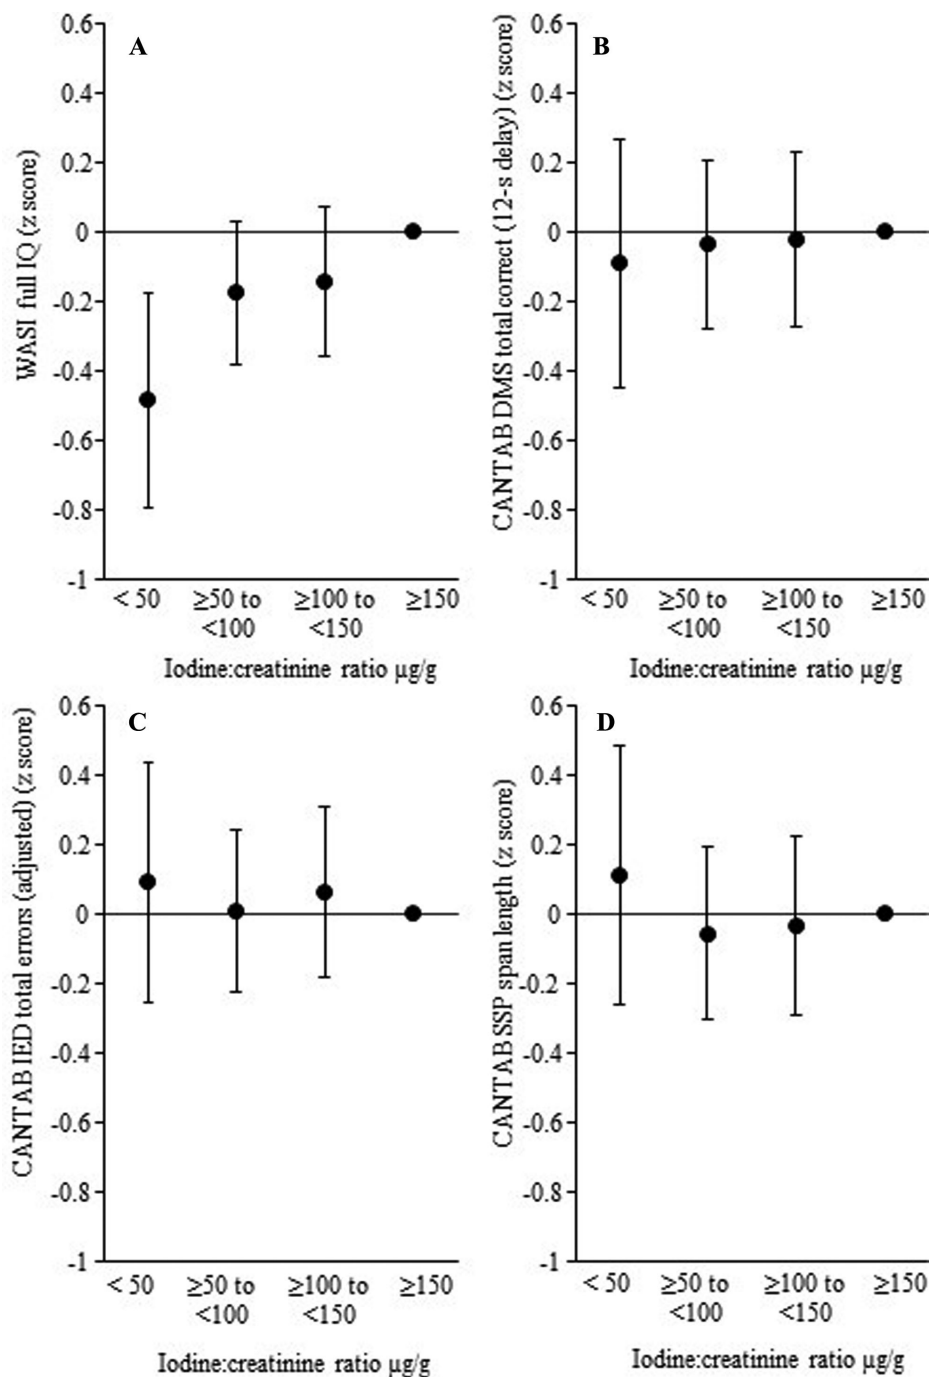 A
WASI full IQ (z score)
0.6
0.4
0.2
0
-0.2
-0.4
-0.6
-0.8
-1
< 50
≥50 to <100
≥100 to <150
≥150
Iodine:creatinine ratio µg/g
B
CANTAB DMS total correct (12-s delay) (z score)
0.6
0.4
0.2
0
-0.2
-0.4
-0.6
-0.8
-1
< 50
≥50 to <100
≥100 to <150
≥150
Iodine:creatinine ratio µg/g
C
CANTAB IED total errors (adjusted) (z score)
0.6
0.4
0.2
0
-0.2
-0.4
-0.6
-0.8
-1
< 50
≥50 to <100
≥100 to <150
≥150
Iodine:creatinine ratio µg/g
D
CANTAB SSP span length (z score)
0.6
0.4
0.2
0
-0.2
-0.4
-0.6
-0.8
-1
< 50
≥50 to <100
≥100 to <150
≥150
Iodine:creatinine ratio µg/g